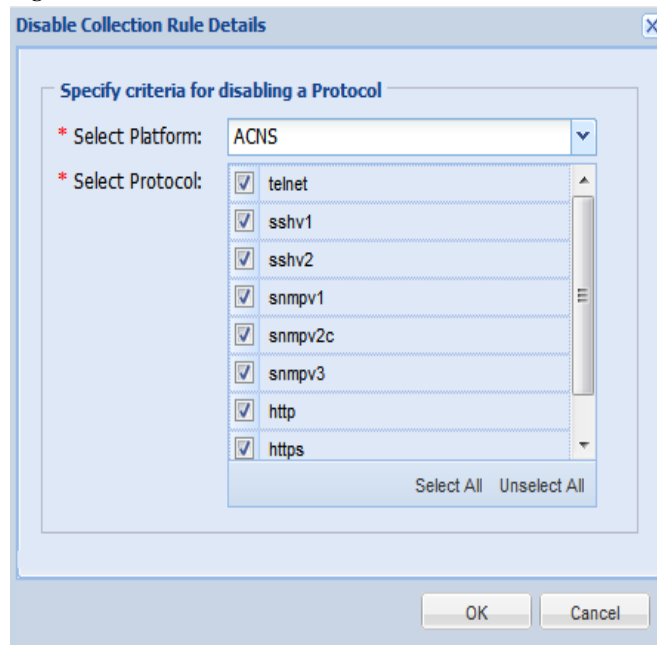 Disable Collection Rule Details
Specify criteria for disabling a Protocol
* Select Platform: ACNS
* Select Protocol:
telnet
sshv1
sshv2
snmpv1
snmpv2c
snmpv3
http
https
Select All Unselect All
OK Cancel